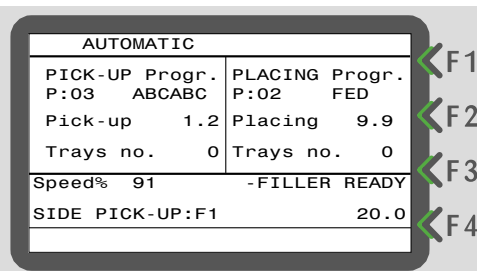 AUTOMATIC
PICK-UP Progr. PLACING Progr.
P:03 ABCABC P:02 FED
Pick-up 1.2 Placing 9.9
Trays no. 0 Trays no. 0
Speed% 91 -FILLER READY
SIDE PICK-UP:F1 20.0
F1
F2
F3
F4